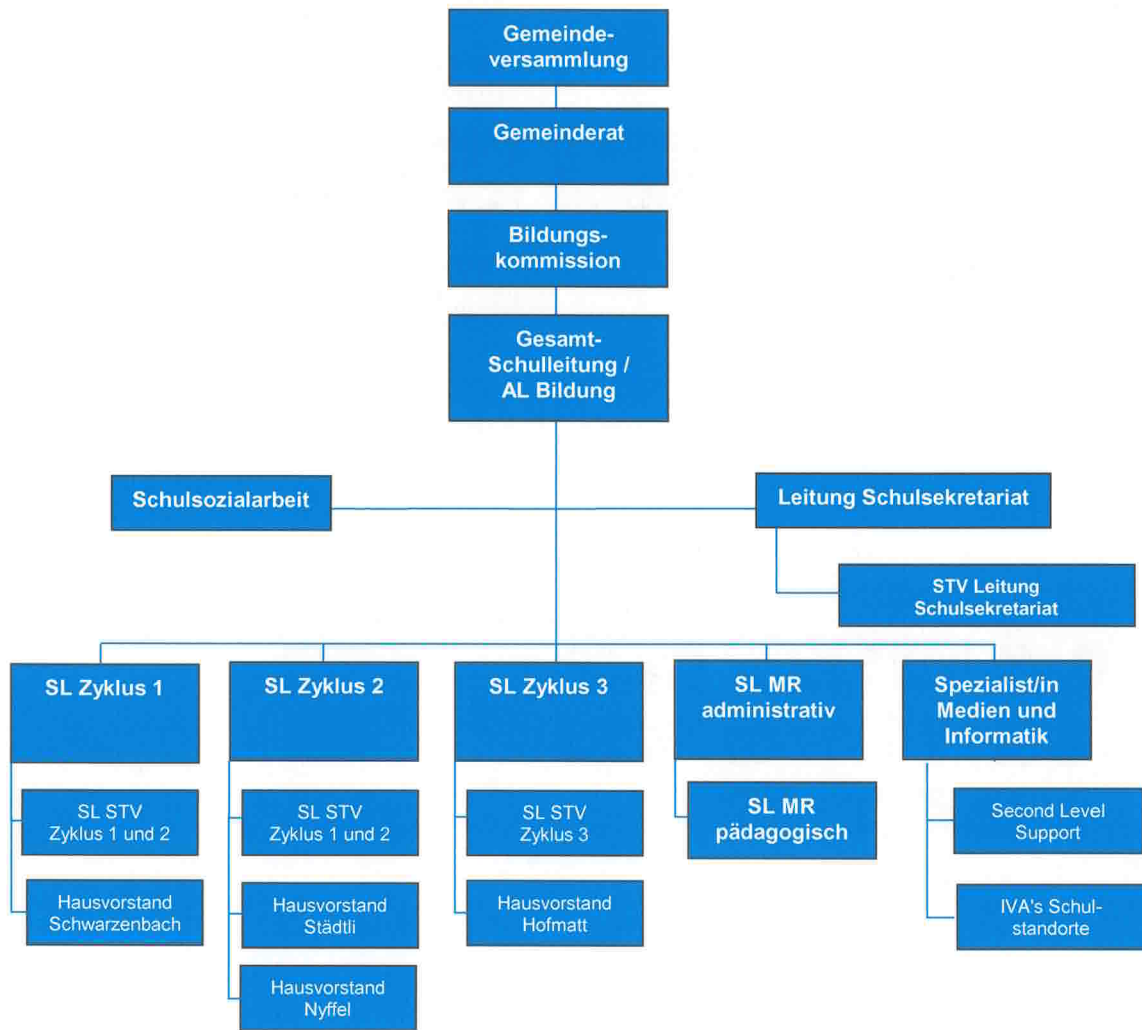 Gemeinde-
versammlung
Gemeinderat
Bildungs-
kommission
Gesamt-
Schulleitung /
AL Bildung
Schulsozialarbeit
Leitung Schulsekretariat
STV Leitung
Schulsekretariat
SL Zyklus 1
SL STV
Zyklus 1 und 2
Hausvorstand
Schwarzenbach
SL Zyklus 2
SL STV
Zyklus 1 und 2
Hausvorstand
Städtli
Hausvorstand
Nyffel
SL Zyklus 3
SL STV
Zyklus 3
Hausvorstand
Hofmatt
SL MR
administrativ
SL MR
pädagogisch
Spezialist/in
Medien und
Informatik
Second Level
Support
IVA's Schul-
standorte